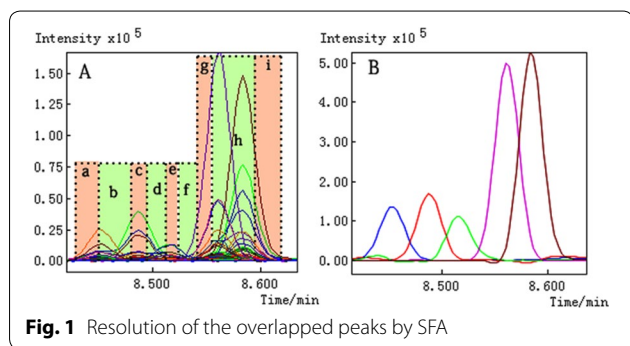 Intensity x10 5
A
1.50
1.25
1.00
0.75
0.50
0.25
0.00
a
b
c
d
e
f
g
h
i
8.500
8.600
Time/min
Intensity x10 5
B
5.00
4.00
3.00
2.00
1.00
0.00
8.500
8.600
Time/min
Fig. 1 Resolution of the overlapped peaks by SFA